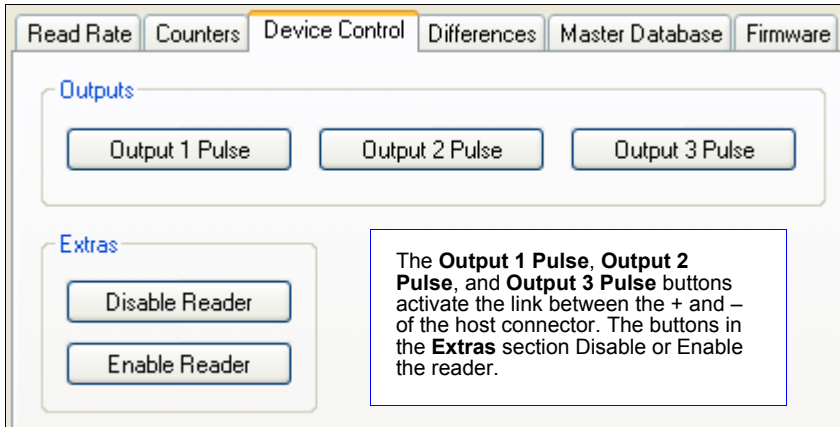 Read Rate Counters Device Control Differences Master Database Firmware
Outputs
Output 1 Pulse Output 2 Pulse Output 3 Pulse
Extras
Disable Reader
Enable Reader
The Output 1 Pulse, Output 2
Pulse, and Output 3 Pulse buttons
activate the link between the + and –
of the host connector. The buttons in
the Extras section Disable or Enable
the reader.